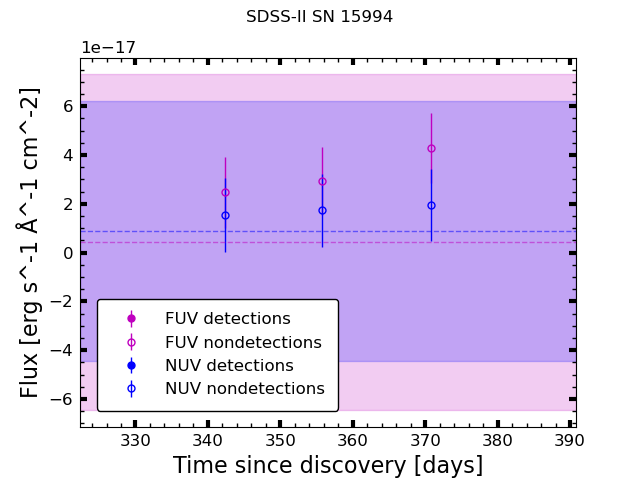 SDSS-II SN 15994
1e−17
Flux [erg s^-1 Å^-1 cm^-2]
6
4
2
0
−2
−4
−6
FUV detections
FUV nondetections
NUV detections
NUV nondetections
330 340 350 360 370 380 390
Time since discovery [days]